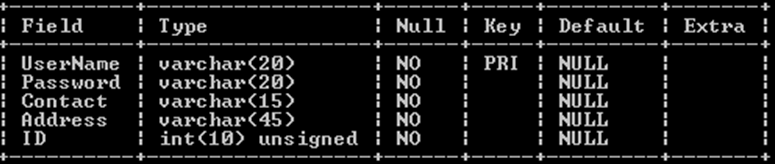 Field | Type | Null | Key | Default | Extra
UserName | varchar(20) | NO | PRI | NULL |
Password | varchar(20) | NO | | NULL |
Contact | varchar(15) | NO | | NULL |
Address | varchar(45) | NO | | NULL |
ID | int(10) unsigned | NO | | NULL |